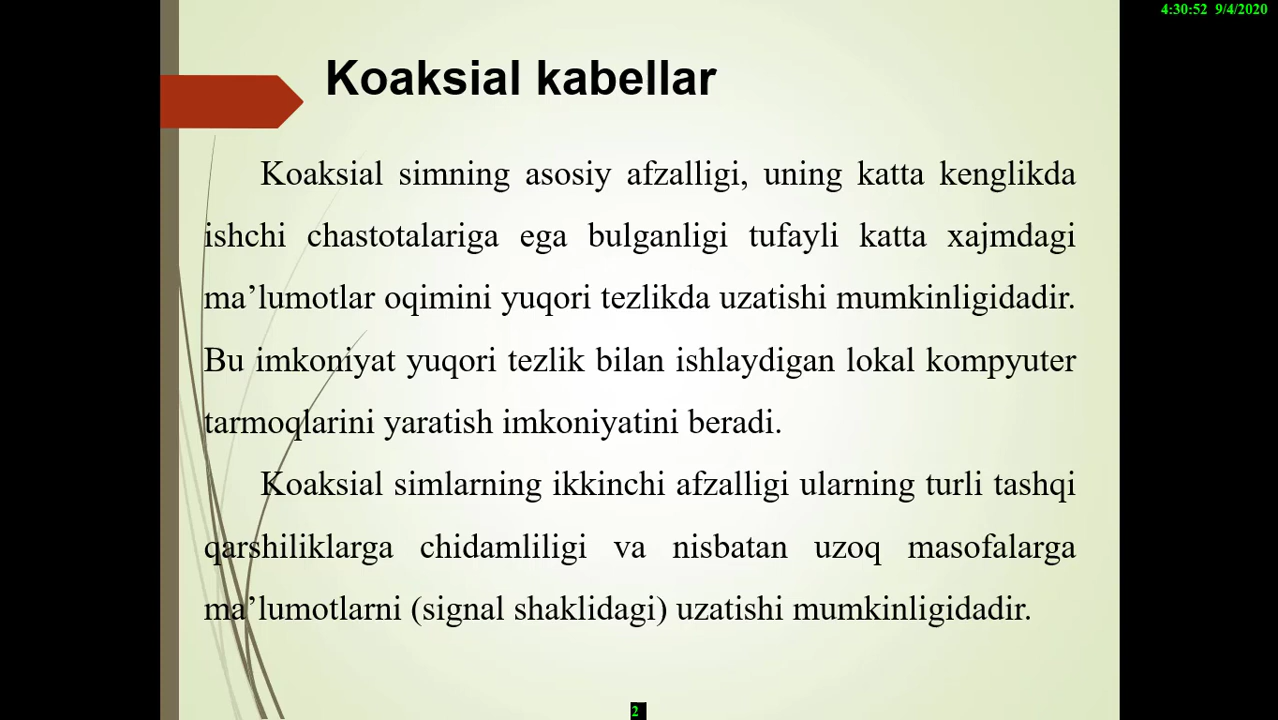 4:30:52 9/4/2020
Koaksial kabellar
Koaksial simning asosiy afzalligi, uning katta kenglikda
ishchi chastotalariga ega bulganligi tufayli katta xajmdagi
ma’lumotlar oqimini yuqori tezlikda uzatishi mumkinligidadir.
Bu imkoniyat yuqori tezlik bilan ishlaydigan lokal kompyuter
tarmoqlarini yaratish imkoniyatini beradi.
Koaksial simlarning ikkinchi afzalligi ularning turli tashqi
qarshiliklarga chidamliligi va nisbatan uzoq masofalarga
ma’lumotlarni (signal shaklidagi) uzatishi mumkinligidadir.
2